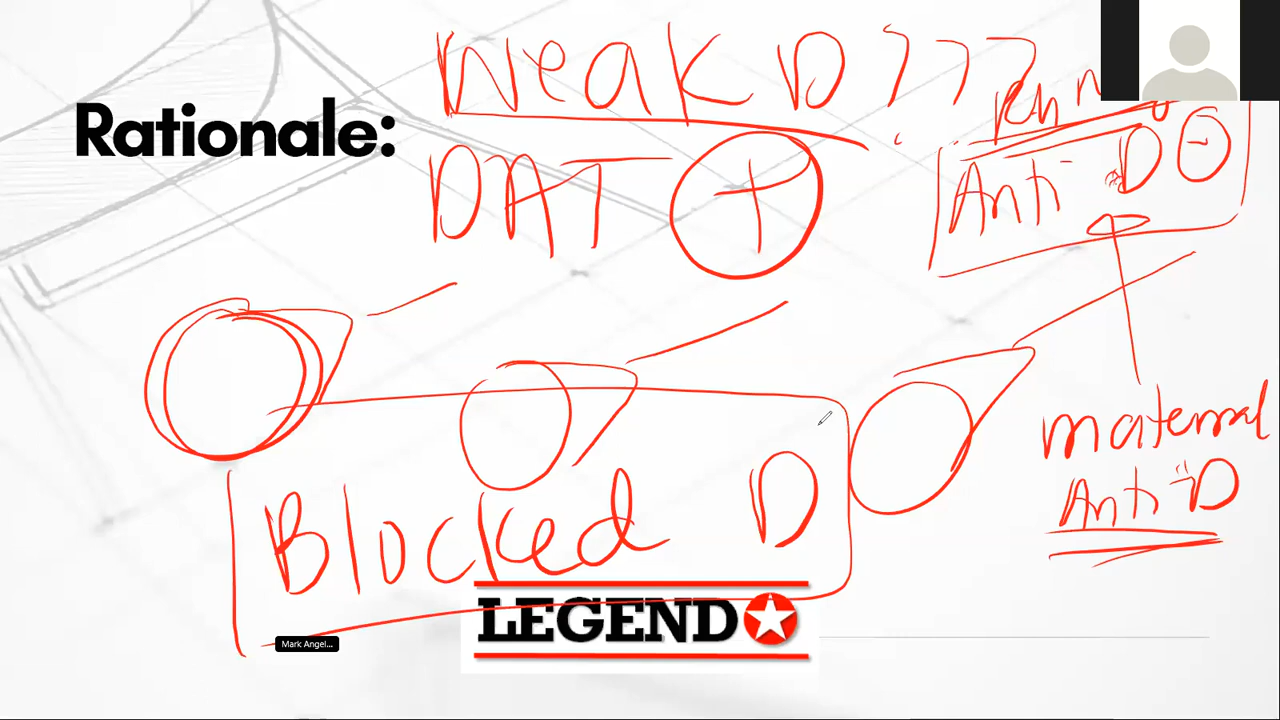 Weak D ???
Rationale:
Rh
DAT +
Anti-D -
maternal
Anti-D
Blocked D
LEGEND
Mark Angel...